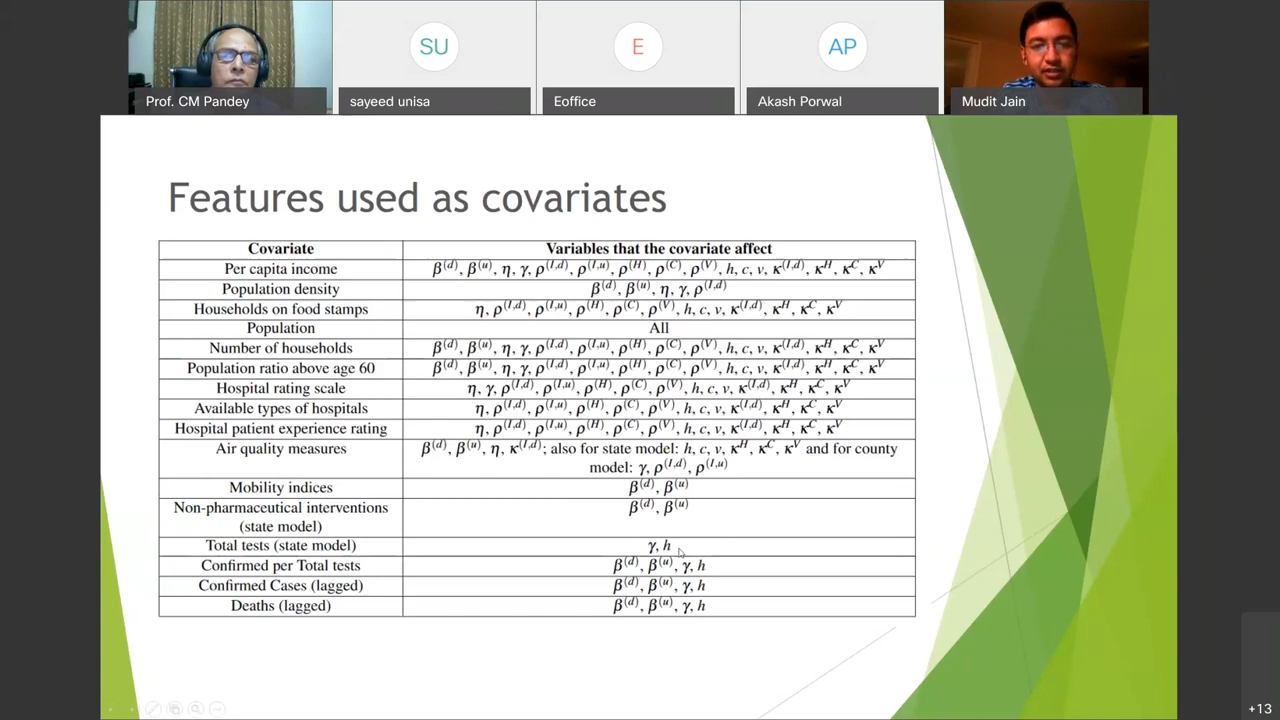 SU
E
AP
Prof. CM Pandey
sayeed unisa
Eoffice
Akash Porwal
Mudit Jain
Features used as covariates
Covariate Variables that the covariate affect
Per capita income β^(d), β^(u), η, γ, ρ^(I,d), ρ^(I,u), ρ^(H), ρ^(C), ρ^(V), h, c, v, κ^(I,d), κ^H, κ^C, κ^V
Population density β^(d), β^(u), η, γ, ρ^(I,d)
Households on food stamps η, ρ^(I,d), ρ^(I,u), ρ^(H), ρ^(C), ρ^(V), h, c, v, κ^(I,d), κ^H, κ^C, κ^V
Population All
Number of households β^(d), β^(u), η, γ, ρ^(I,d), ρ^(I,u), ρ^(H), ρ^(C), ρ^(V), h, c, v, κ^(I,d), κ^H, κ^C, κ^V
Population ratio above age 60 β^(d), β^(u), η, γ, ρ^(I,d), ρ^(I,u), ρ^(H), ρ^(C), ρ^(V), h, c, v, κ^(I,d), κ^H, κ^C, κ^V
Hospital rating scale η, γ, ρ^(I,d), ρ^(I,u), ρ^(H), ρ^(C), ρ^(V), h, c, v, κ^(I,d), κ^H, κ^C, κ^V
Available types of hospitals η, ρ^(I,d), ρ^(I,u), ρ^(H), ρ^(C), ρ^(V), h, c, v, κ^(I,d), κ^H, κ^C, κ^V
Hospital patient experience rating η, ρ^(I,d), ρ^(I,u), ρ^(H), ρ^(C), ρ^(V), h, c, v, κ^(I,d), κ^H, κ^C, κ^V
Air quality measures β^(d), β^(u), η, κ^(I,d); also for state model: h, c, v, κ^H, κ^C, κ^V and for county
model: γ, ρ^(I,d), ρ^(I,u)
Mobility indices β^(d), β^(u)
Non-pharmaceutical interventions β^(d), β^(u)
(state model)
Total tests (state model) γ, h
Confirmed per Total tests β^(d), β^(u), γ, h
Confirmed Cases (lagged) β^(d), β^(u), γ, h
Deaths (lagged) β^(d), β^(u), γ, h
+13